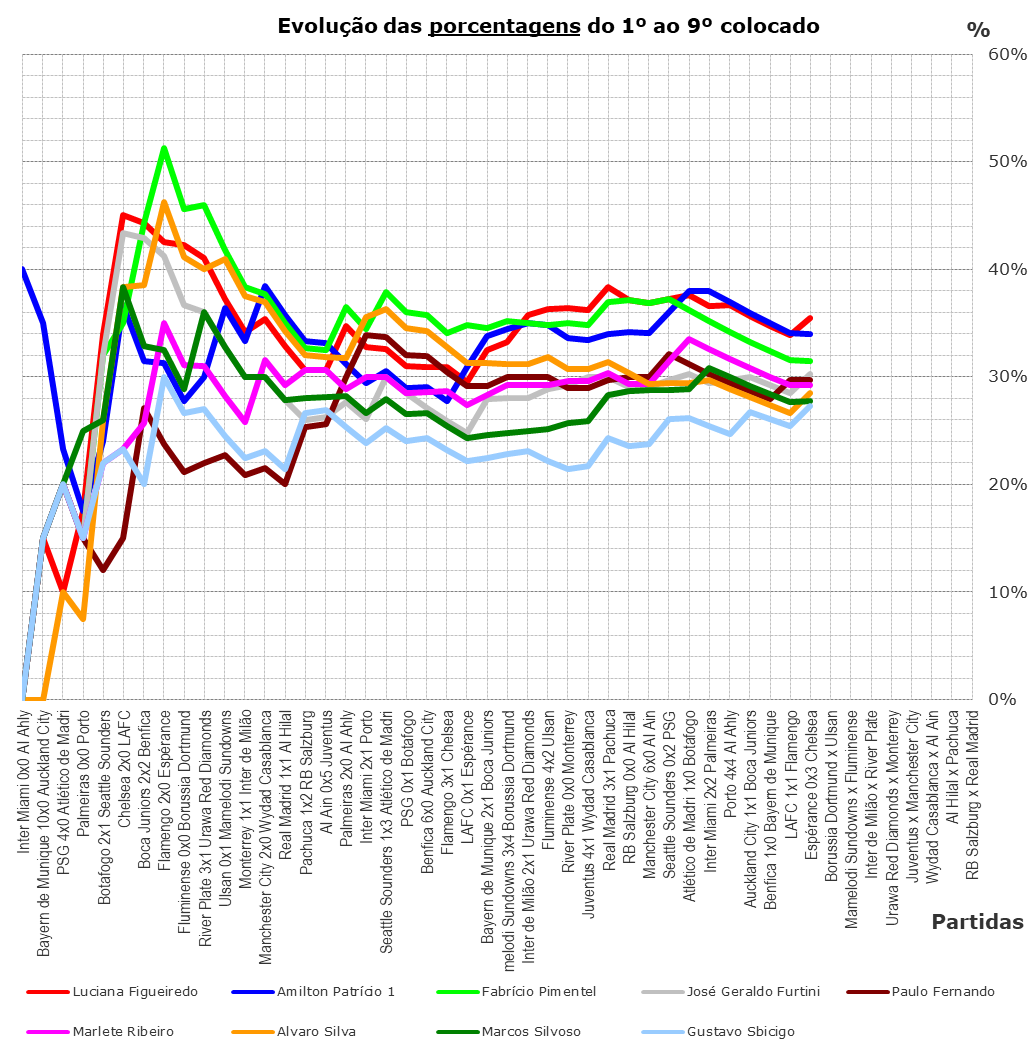 Evolução das porcentagens do 1º ao 9º colocado
%
60%
50%
40%
30%
20%
10%
0%
Inter Miami 0x0 Al Ahly
Bayern de Munique 10x0 Auckland City
PSG 4x0 Atlético de Madri
Palmeiras 0x0 Porto
Botafogo 2x1 Seattle Sounders
Chelsea 2x0 LAFC
Boca Juniors 2x2 Benfica
Flamengo 2x0 Espérance
Fluminense 0x0 Borussia Dortmund
River Plate 3x1 Urawa Red Diamonds
Ulsan 0x1 Mamelodi Sundowns
Monterrey 1x1 Inter de Milão
Manchester City 2x0 Wydad Casablanca
Real Madrid 1x1 Al Hilal
Pachuca 1x2 RB Salzburg
Al Ain 0x5 Juventus
Palmeiras 2x0 Al Ahly
Inter Miami 2x1 Porto
Seattle Sounders 1x3 Atlético de Madri
PSG 0x1 Botafogo
Benfica 6x0 Auckland City
Flamengo 3x1 Chelsea
LAFC 0x1 Espérance
Bayern de Munique 2x1 Boca Juniors
melodi Sundowns 3x4 Borussia Dortmund
Inter de Milão 2x1 Urawa Red Diamonds
Fluminense 4x2 Ulsan
River Plate 0x0 Monterrey
Juventus 4x1 Wydad Casablanca
Real Madrid 3x1 Pachuca
RB Salzburg 0x0 Al Hilal
Manchester City 6x0 Al Ain
Seattle Sounders 0x2 PSG
Atlético de Madri 1x0 Botafogo
Inter Miami 2x2 Palmeiras
Porto 4x4 Al Ahly
Auckland City 1x1 Boca Juniors
Benfica 1x0 Bayern de Munique
LAFC 1x1 Flamengo
Espérance 0x3 Chelsea
Borussia Dortmund x Ulsan
Mamelodi Sundowns x Fluminense
Inter de Milão x River Plate
Urawa Red Diamonds x Monterrey
Juventus x Manchester City
Wydad Casablanca x Al Ain
Al Hilal x Pachuca
RB Salzburg x Real Madrid
Partidas
Luciana Figueiredo
Amilton Patrício 1
Fabrício Pimentel
José Geraldo Furtini
Paulo Fernando
Marlete Ribeiro
Alvaro Silva
Marcos Silvoso
Gustavo Sbicigo